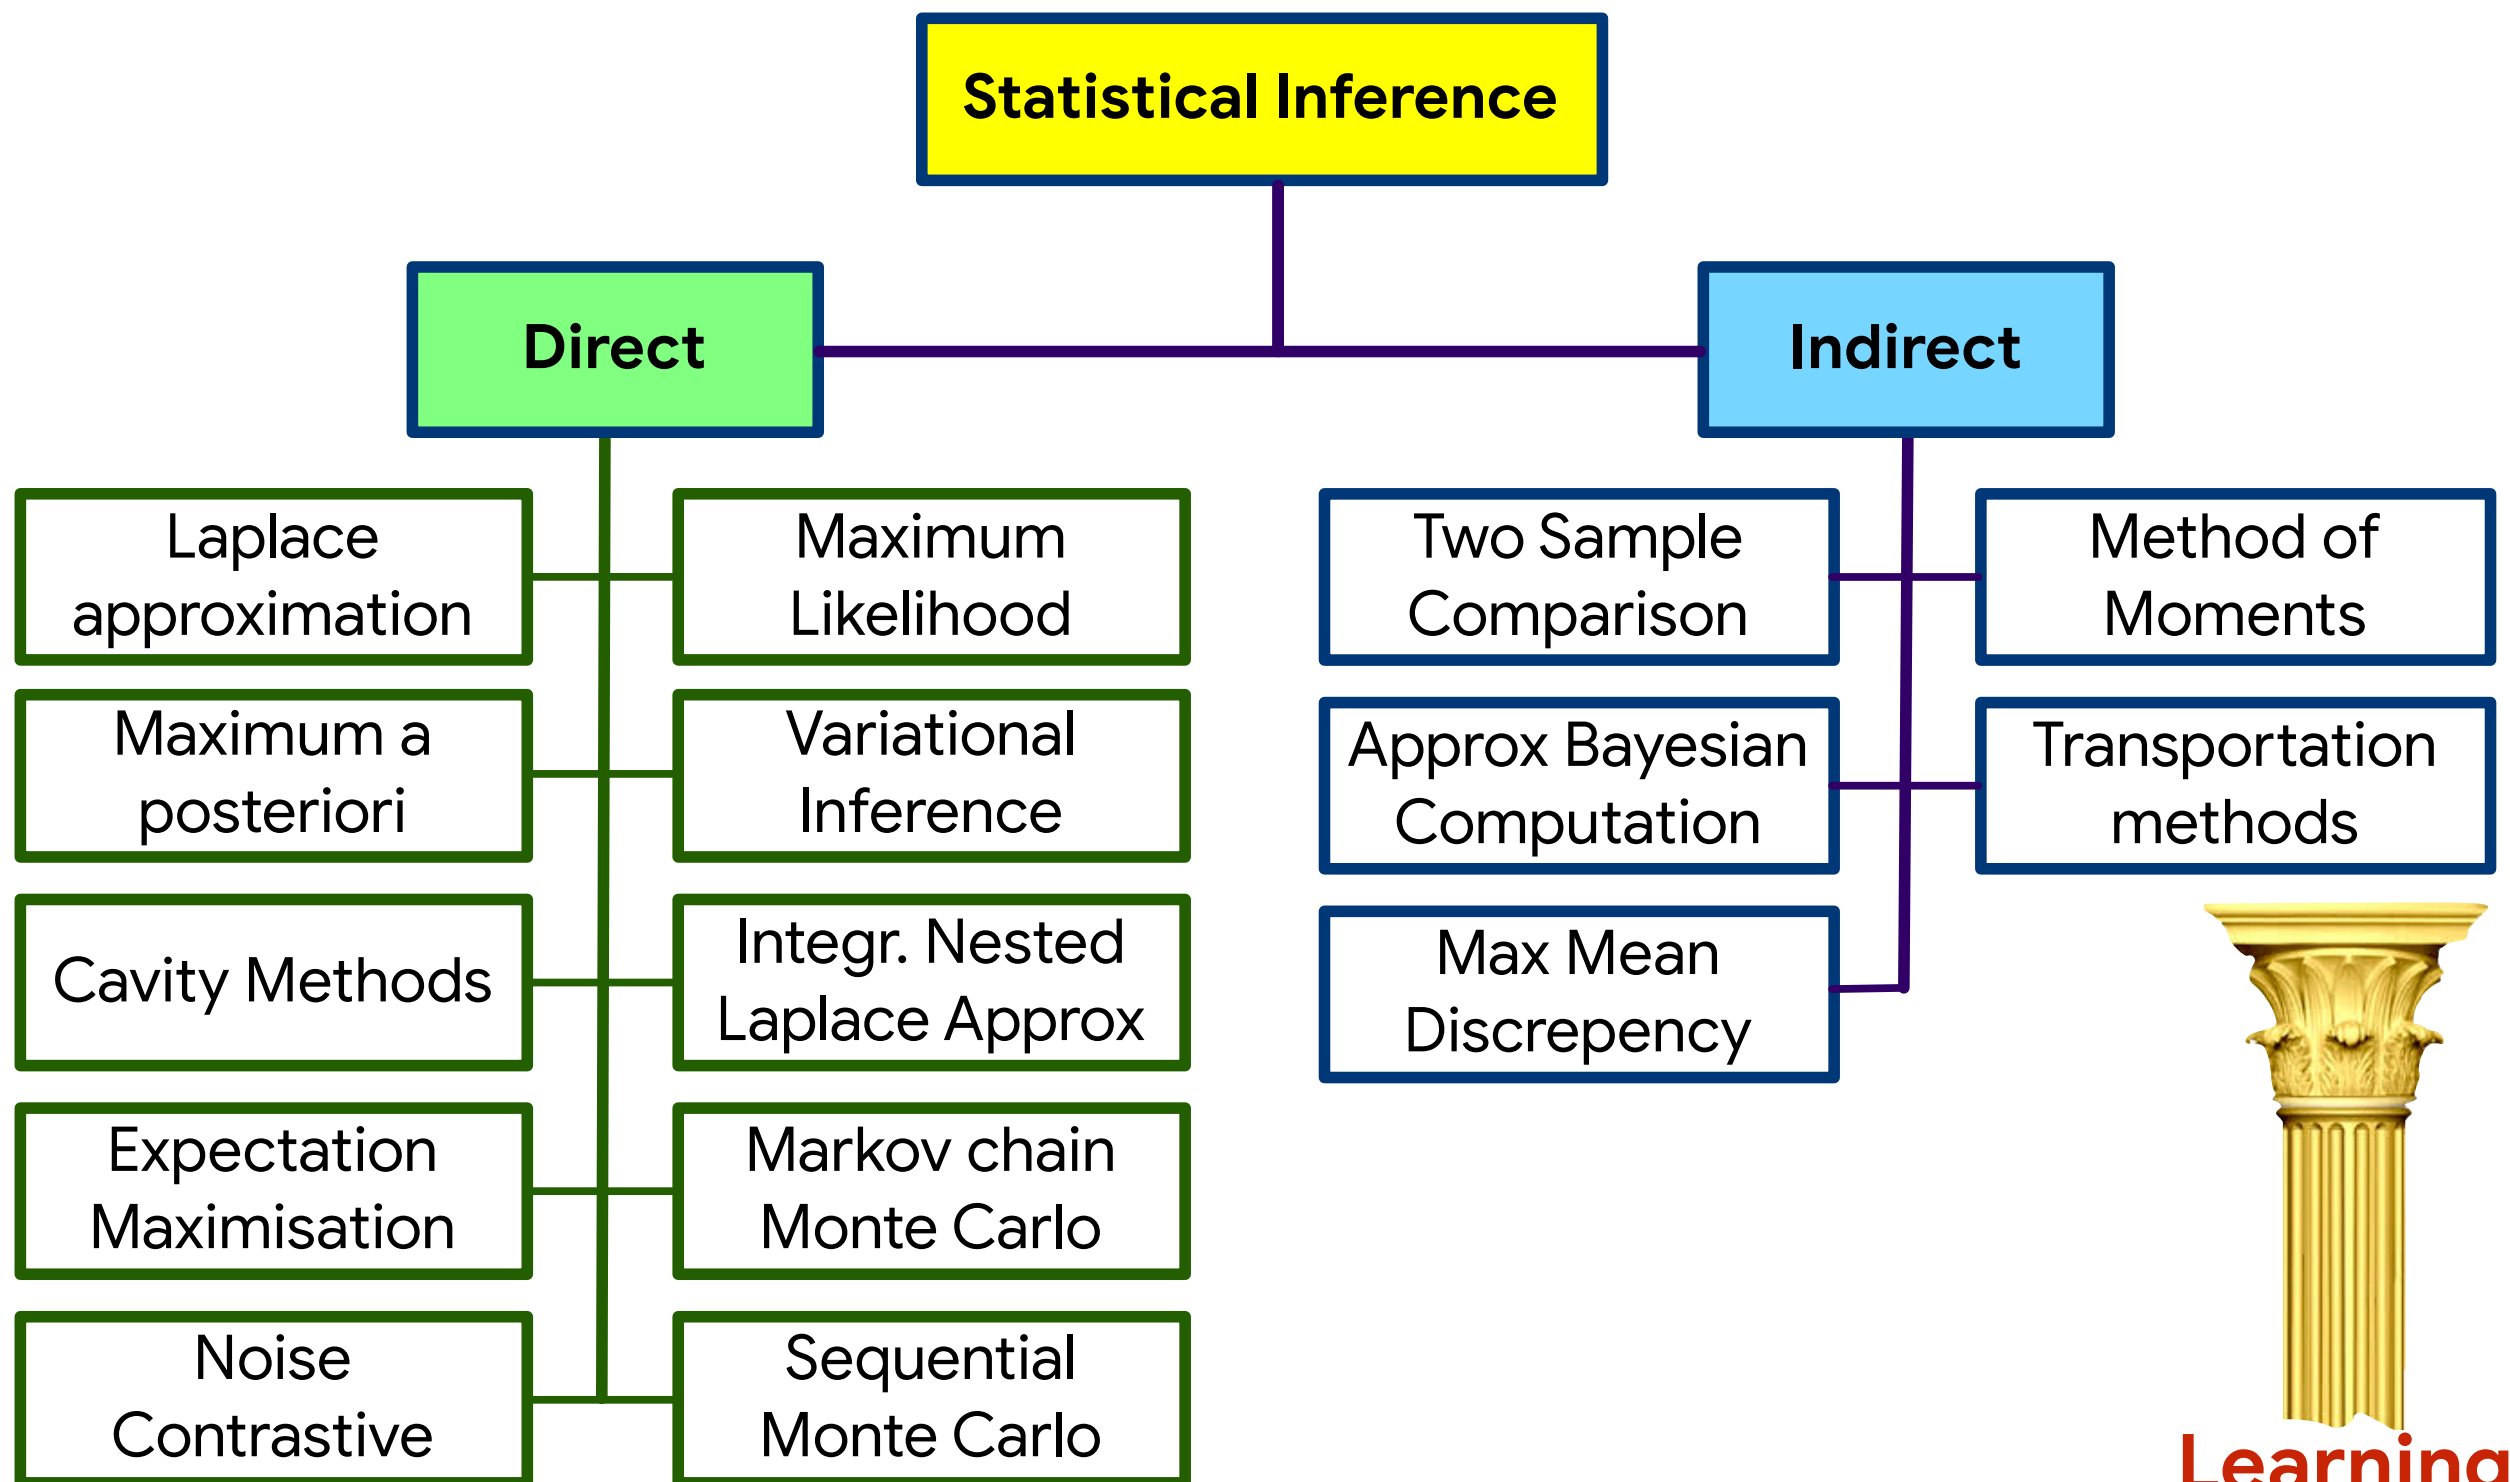 Statistical Inference
Direct
Indirect
Laplace
approximation
Maximum
Likelihood
Two Sample
Comparison
Method of
Moments
Maximum a
posteriori
Variational
Inference
Approx Bayesian
Computation
Transportation
methods
Cavity Methods
Integr. Nested
Laplace Approx
Max Mean
Discrepency
Expectation
Maximisation
Markov chain
Monte Carlo
Noise
Contrastive
Sequential
Monte Carlo
Learning